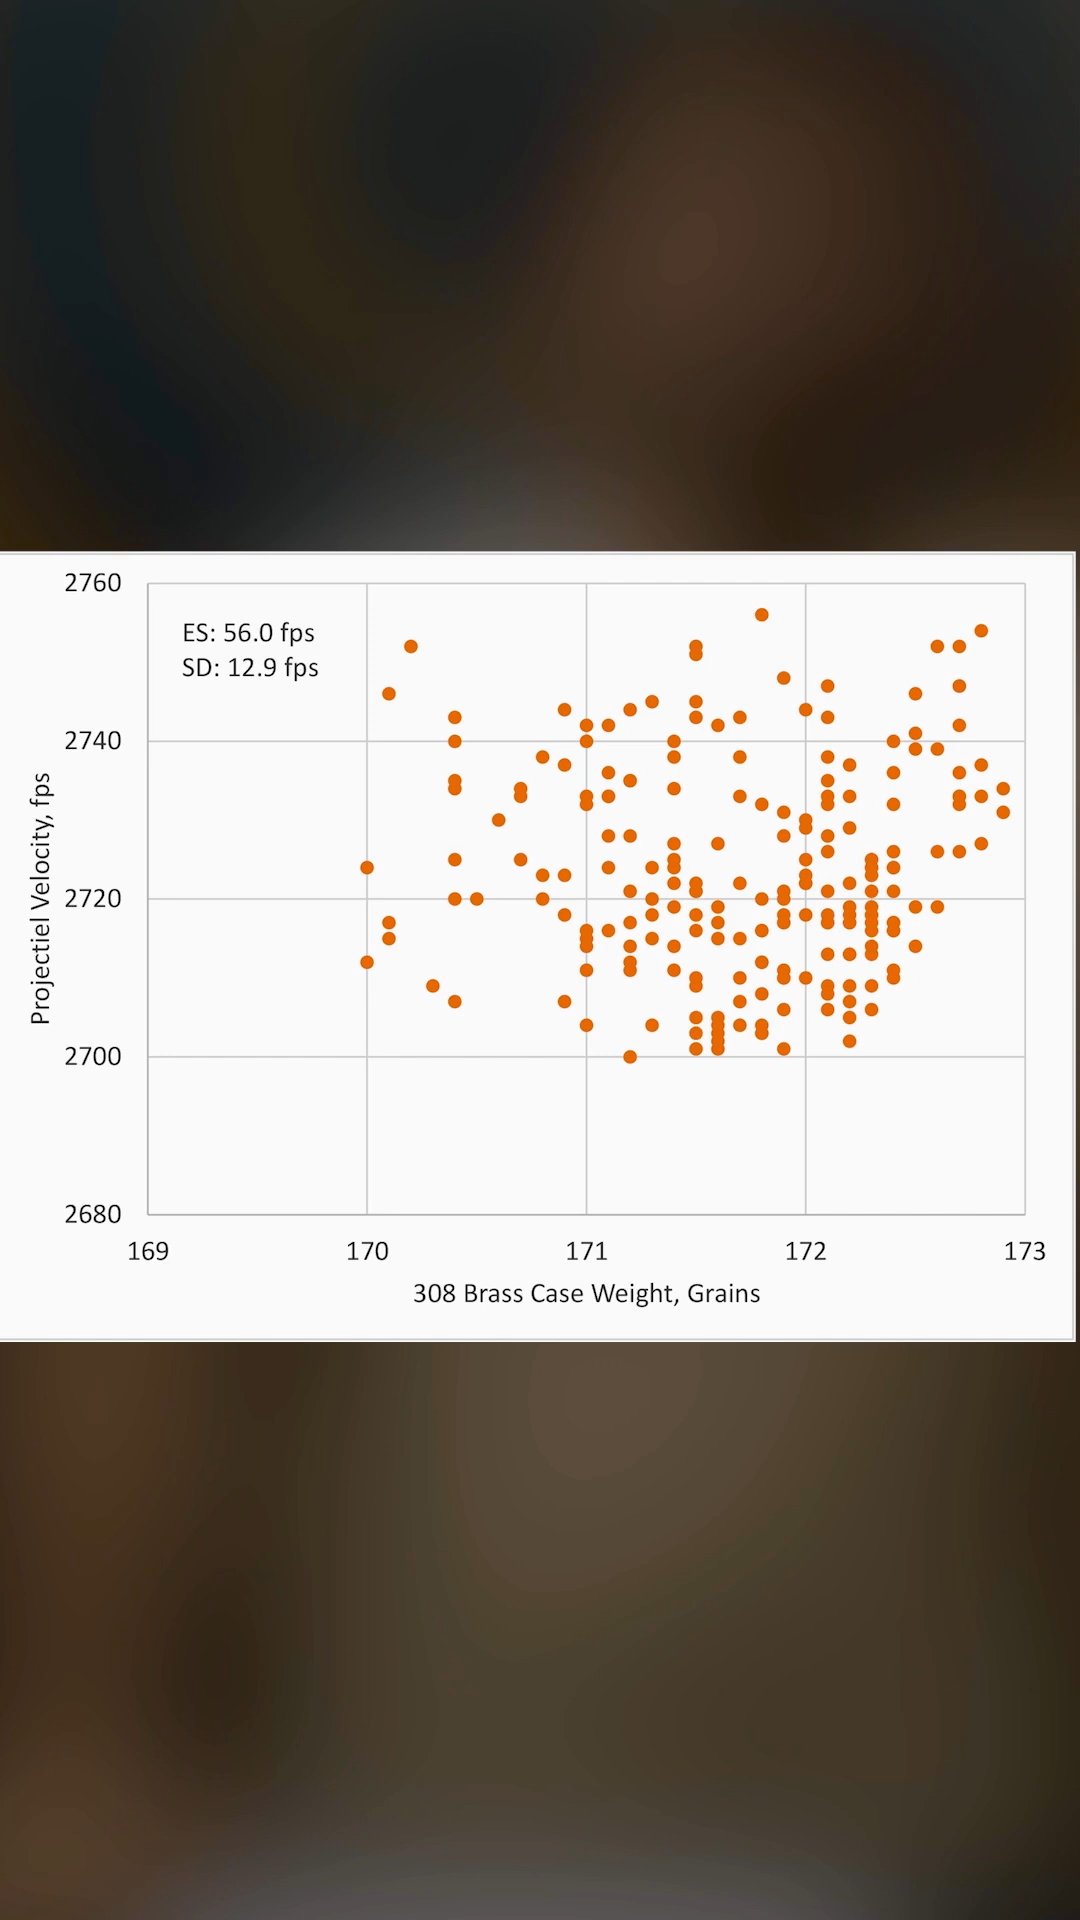 2760
ES: 56.0 fps
SD: 12.9 fps
2740
Projectiel Velocity, fps
2720
2700
2680
169 170 171 172 173
308 Brass Case Weight, Grains